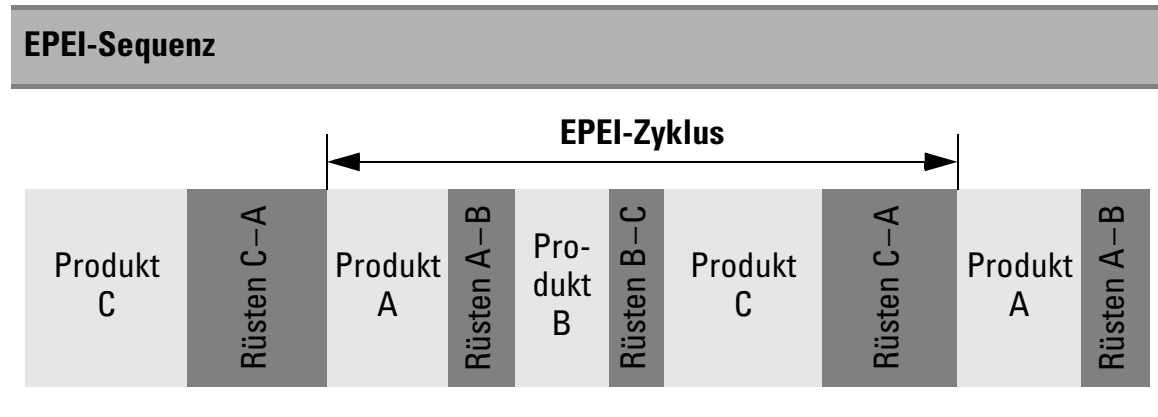 EPEI-Sequenz
EPEI-Zyklus
Produkt
C
Rüsten C–A
Produkt
A
Rüsten A–B
Pro-
dukt
B
Rüsten B–C
Produkt
C
Rüsten C–A
Produkt
A
Rüsten A–B